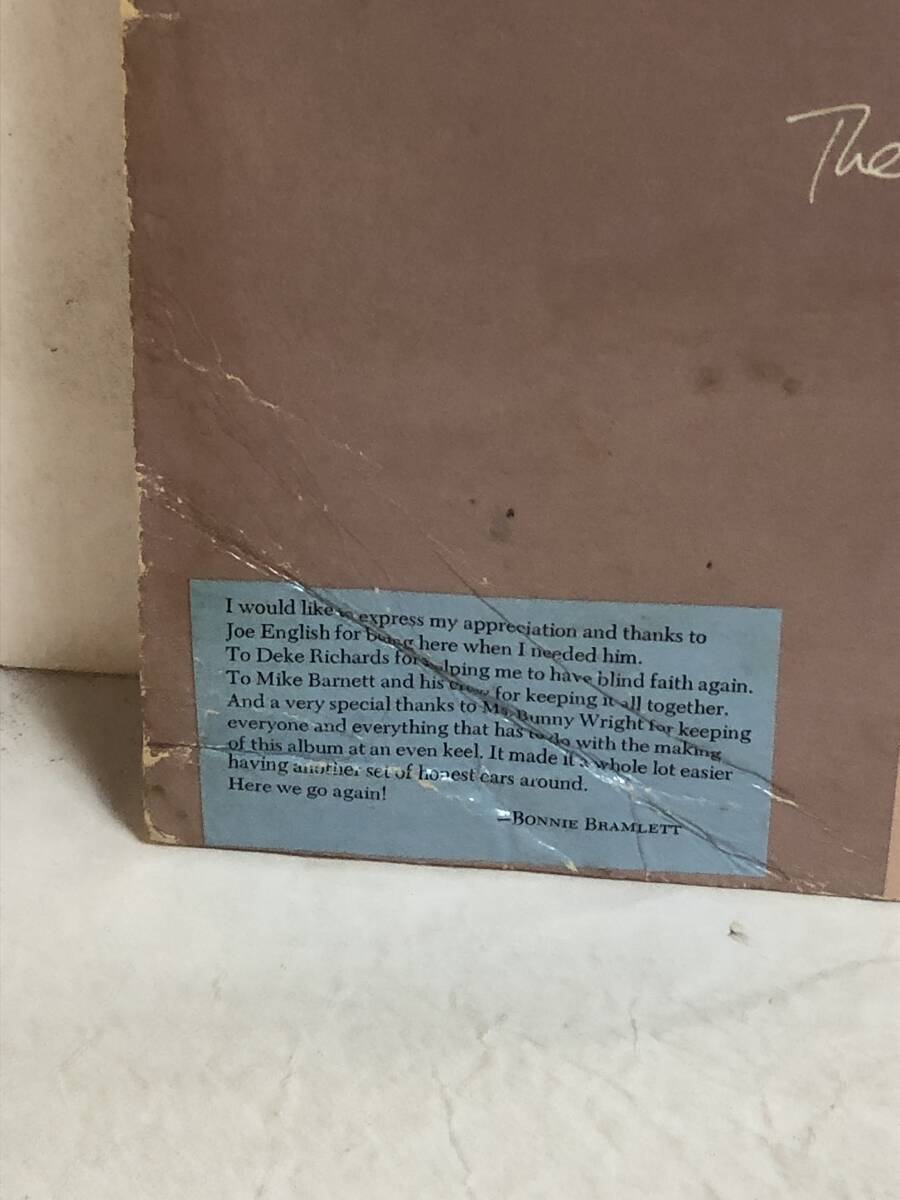 The
I would like to express my appreciation and thanks to
Joe English for being here when I needed him.
To Deke Richards for helping me to have blind faith again.
To Mike Barnett and his crew for keeping it all together.
And a very special thanks to Ms. Bunny Wright for keeping
everyone and everything that has to do with the making
of this album at an even keel. It made it a whole lot easier
having another set of honest ears around.
Here we go again!
—BONNIE BRAMLETT